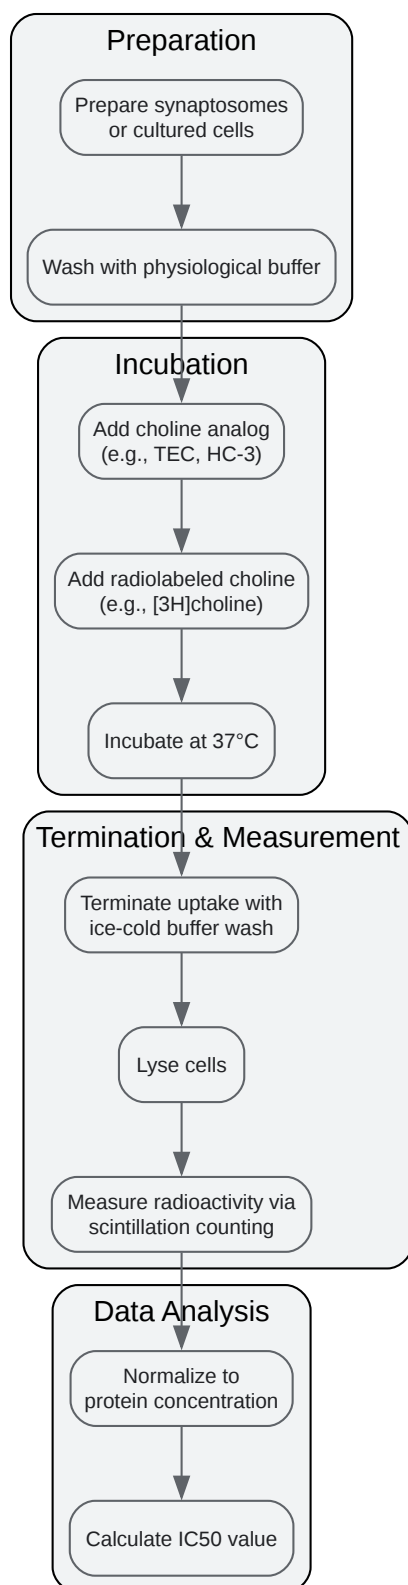 Preparation
Prepare synaptosomes
or cultured cells
Wash with physiological buffer
Incubation
Add choline analog
(e.g., TEC, HC-3)
Add radiolabeled choline
(e.g., [3H]choline)
Incubate at 37°C
Termination & Measurement
Terminate uptake with
ice-cold buffer wash
Lyse cells
Measure radioactivity via
scintillation counting
Data Analysis
Normalize to
protein concentration
Calculate IC50 value